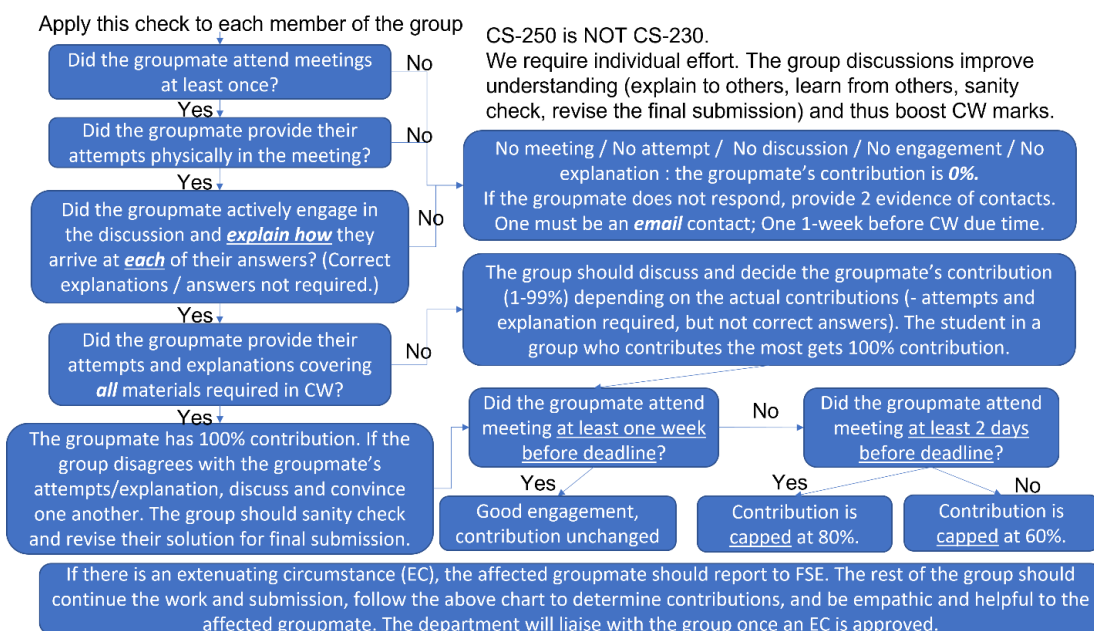 Apply this check to each member of the group
Did the groupmate attend meetings
at least once?
No
Yes
Did the groupmate provide their
attempts physically in the meeting?
No
Yes
Did the groupmate actively engage in
the discussion and explain how they
arrive at each of their answers? (Correct
explanations / answers not required.)
No
Yes
Did the groupmate provide their
attempts and explanations covering
all materials required in CW?
No
Yes
The groupmate has 100% contribution. If the
group disagrees with the groupmate's
attempts/explanation, discuss and convince
one another. The group should sanity check
and revise their solution for final submission.
CS-250 is NOT CS-230.
We require individual effort. The group discussions improve
understanding (explain to others, learn from others, sanity
check, revise the final submission) and thus boost CW marks.
No meeting / No attempt / No discussion / No engagement / No
explanation : the groupmate's contribution is 0%.
If the groupmate does not respond, provide 2 evidence of contacts.
One must be an email contact; One 1-week before CW due time.
The group should discuss and decide the groupmate's contribution
(1-99%) depending on the actual contributions (- attempts and
explanation required, but not correct answers). The student in a
group who contributes the most gets 100% contribution.
Did the groupmate attend
meeting at least one week
before deadline?
No
Did the groupmate attend
meeting at least 2 days
before deadline?
Yes
Good engagement,
contribution unchanged
Yes
Contribution is
capped at 80%.
No
Contribution is
capped at 60%.
If there is an extenuating circumstance (EC), the affected groupmate should report to FSE. The rest of the group should
continue the work and submission, follow the above chart to determine contributions, and be empathic and helpful to the
affected groupmate. The department will liaise with the group once an EC is approved.